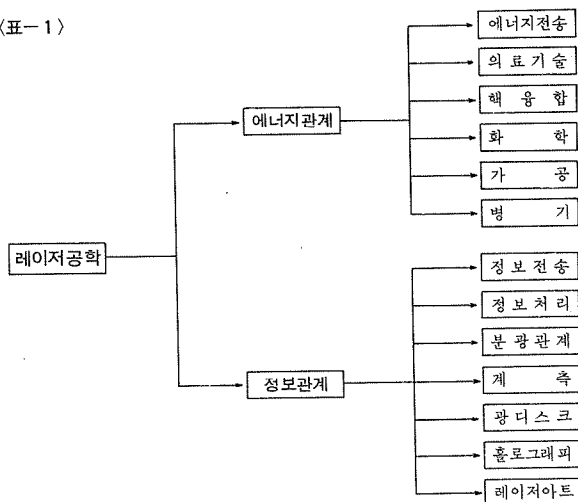 〈표-1〉
에너지전송
의료기술
핵융합
에너지관계
화학
가공
병기
레이저공학
정보전송
정보처리
분광관계
정보관계
계측
광디스크
홀로그래피
레이저아트